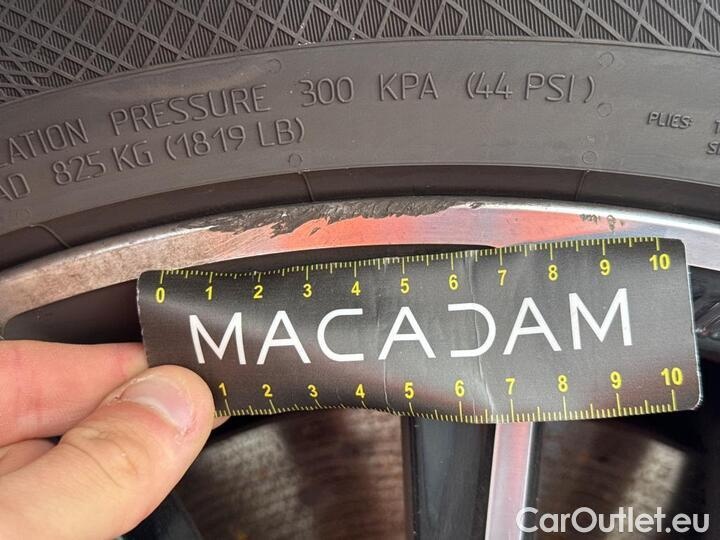 LATION PRESSURE 300 KPA (44 PSI)
AD 825 KG (1819 LB)
PLIES:
0 1 2 3 4 5 6 7 8 9 10
MACADAM
1 2 3 4 5 6 7 8 9 10
CarOutlet.eu